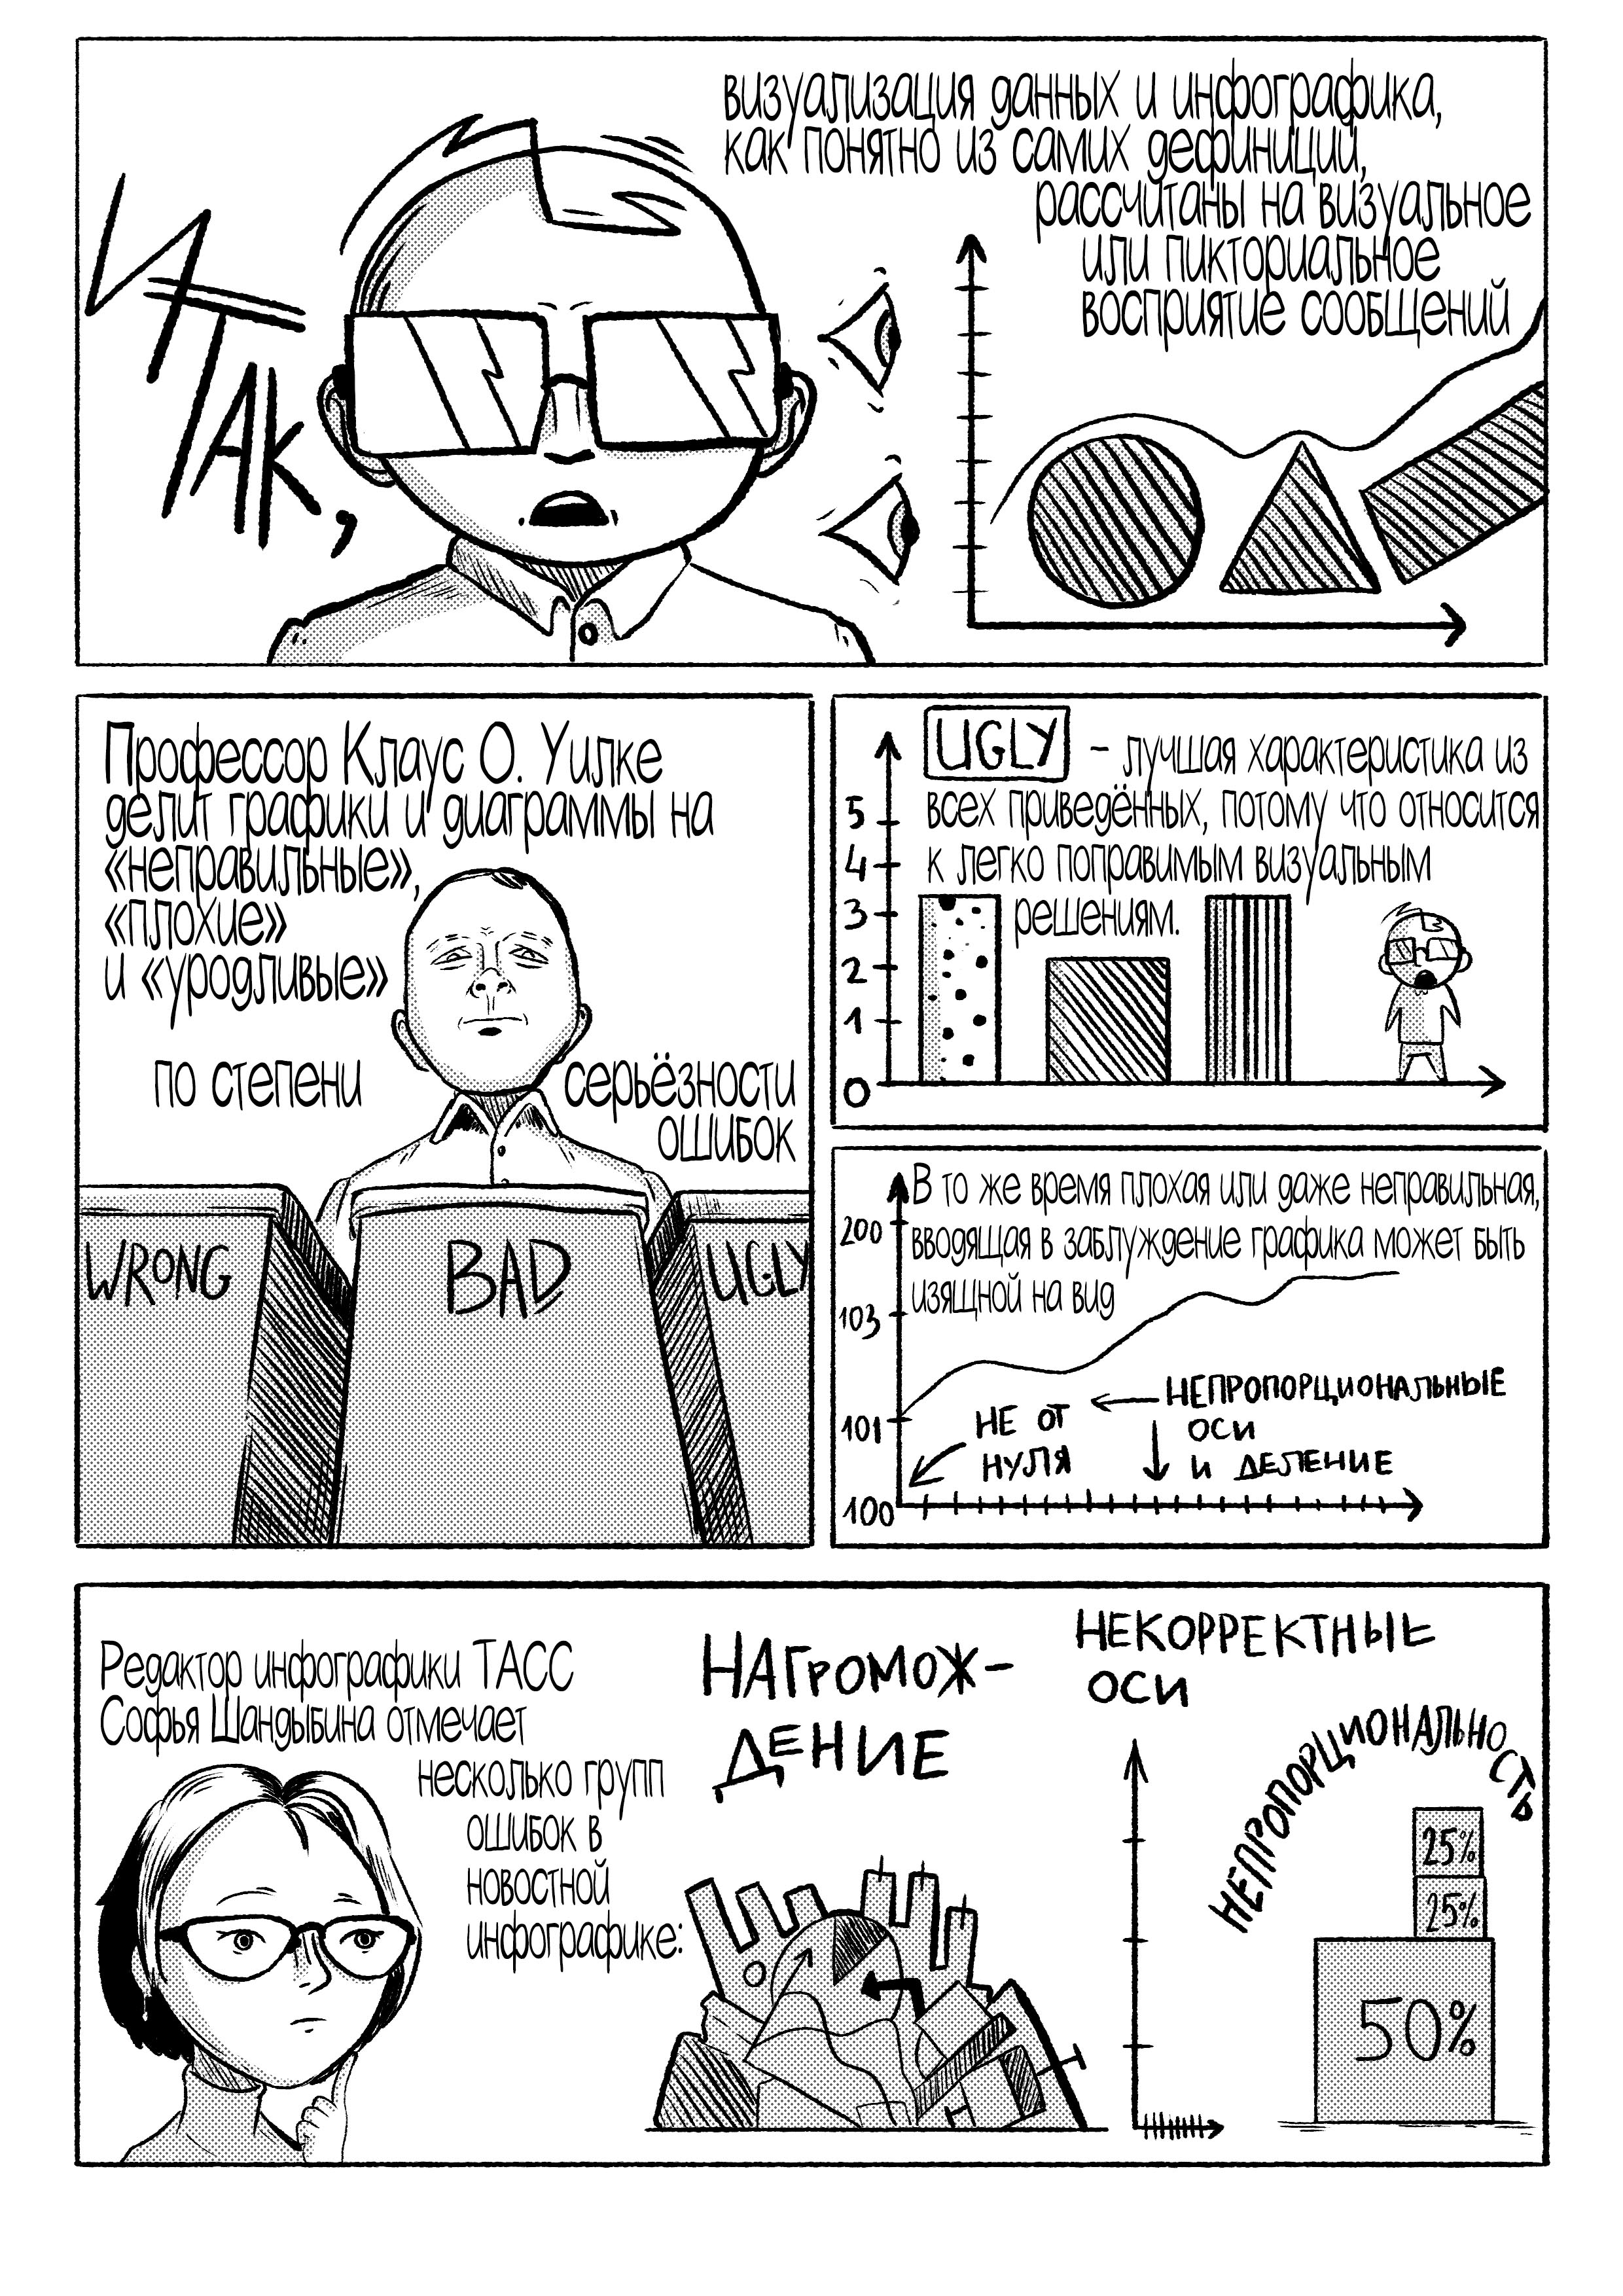 ИТАК,
визуализация данных и инфографика,
как понятно из самих дефиниций,
рассчитаны на визуальное
или пикториальное
восприятие сообщений
Профессор Клаус О. Уилке
делит графики и диаграммы на
«неправильные»,
«плохие»
и «уродливые»
по степени серьёзности
ошибок
WRONG
BAD
UGLY
UGLY – лучшая характеристика из
всех приведённых, потому что относится
к легко поправимым визуальным
решениям.
5
4
3
2
1
0
В то же время плохая или даже неправильная,
вводящая в заблуждение графика может быть
изящной на вид
200
103
101
100
НЕ ОТ
НУЛЯ
НЕПРОПОРЦИОНАЛЬНЫЕ
ОСИ
И ДЕЛЕНИЕ
Редактор инфографики ТАСС
Софья Шандыбина отмечает
несколько групп
ошибок в
новостной
инфографике:
НАГРОМОЖ-
ДЕНИЕ
НЕКОРРЕКТНЫЕ
ОСИ
НЕПРОПОРЦИОНАЛЬНОСТЬ
25%
25%
50%